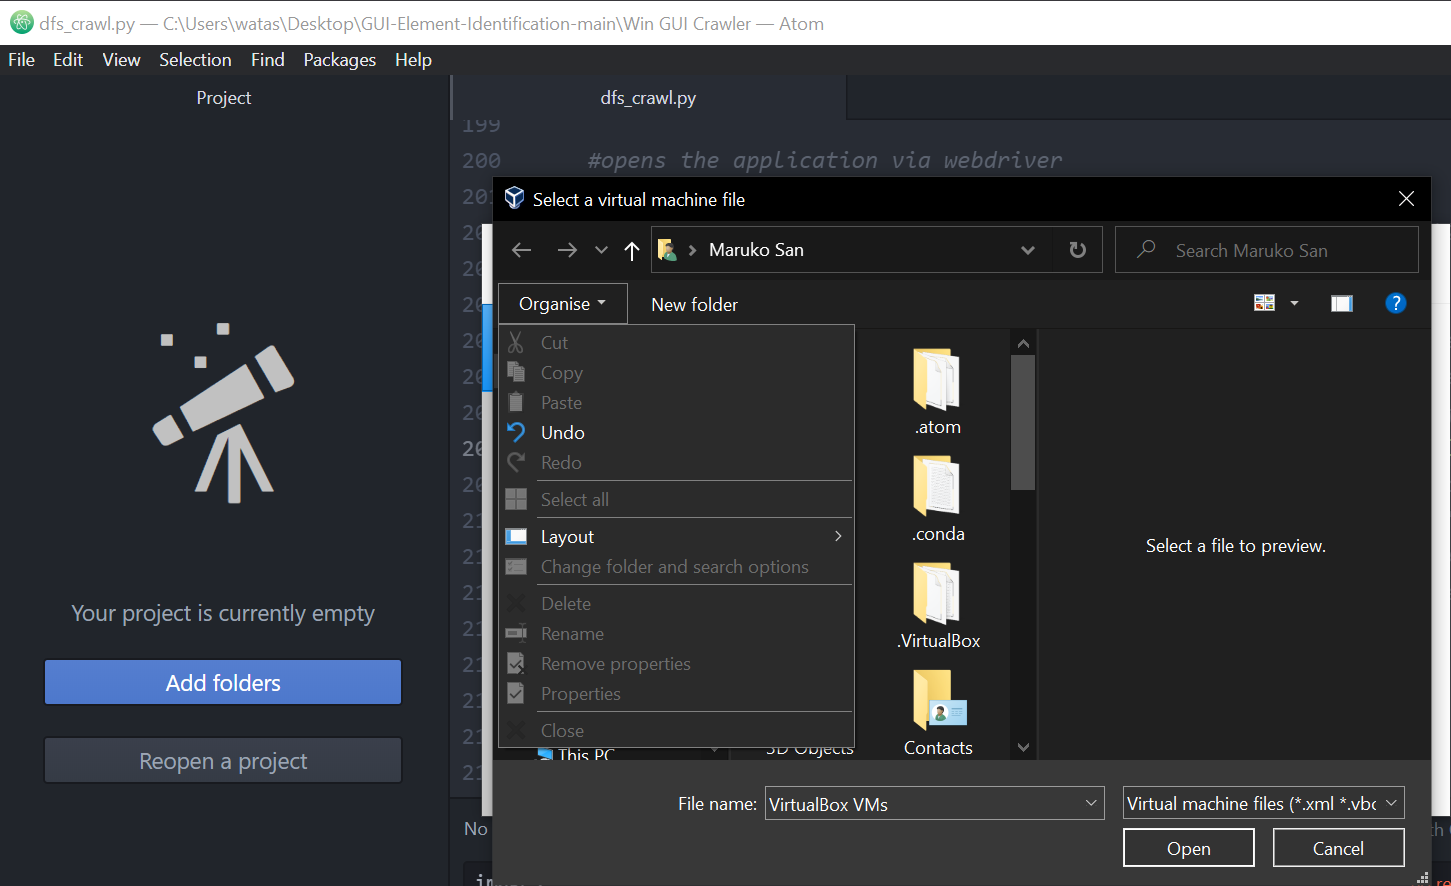 dfs_crawl.py — C:\Users\watas\Desktop\GUI-Element-Identification-main\Win GUI Crawler — Atom
File Edit View Selection Find Packages Help
Project
dfs_crawl.py
199
200 #opens the application via webdriver
Select a virtual machine file
Maruko San
Search Maruko San
Organise
New folder
Cut
Copy
Paste
Undo
Redo
Select all
Layout
Change folder and search options
Delete
Rename
Remove properties
Properties
Close
This PC
3D Objects
.atom
.conda
.VirtualBox
Contacts
Select a file to preview.
Your project is currently empty
Add folders
Reopen a project
File name: VirtualBox VMs
Virtual machine files (*.xml *.vbo
Open
Cancel
No